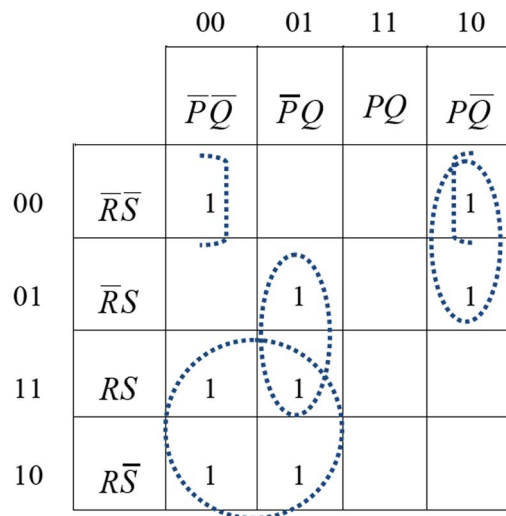 00 01 11 10
P̅Q̅ P̅Q PQ PQ̅
00 R̅S̅ 1 1
01 R̅S 1 1
11 RS 1 1
10 RS̅ 1 1